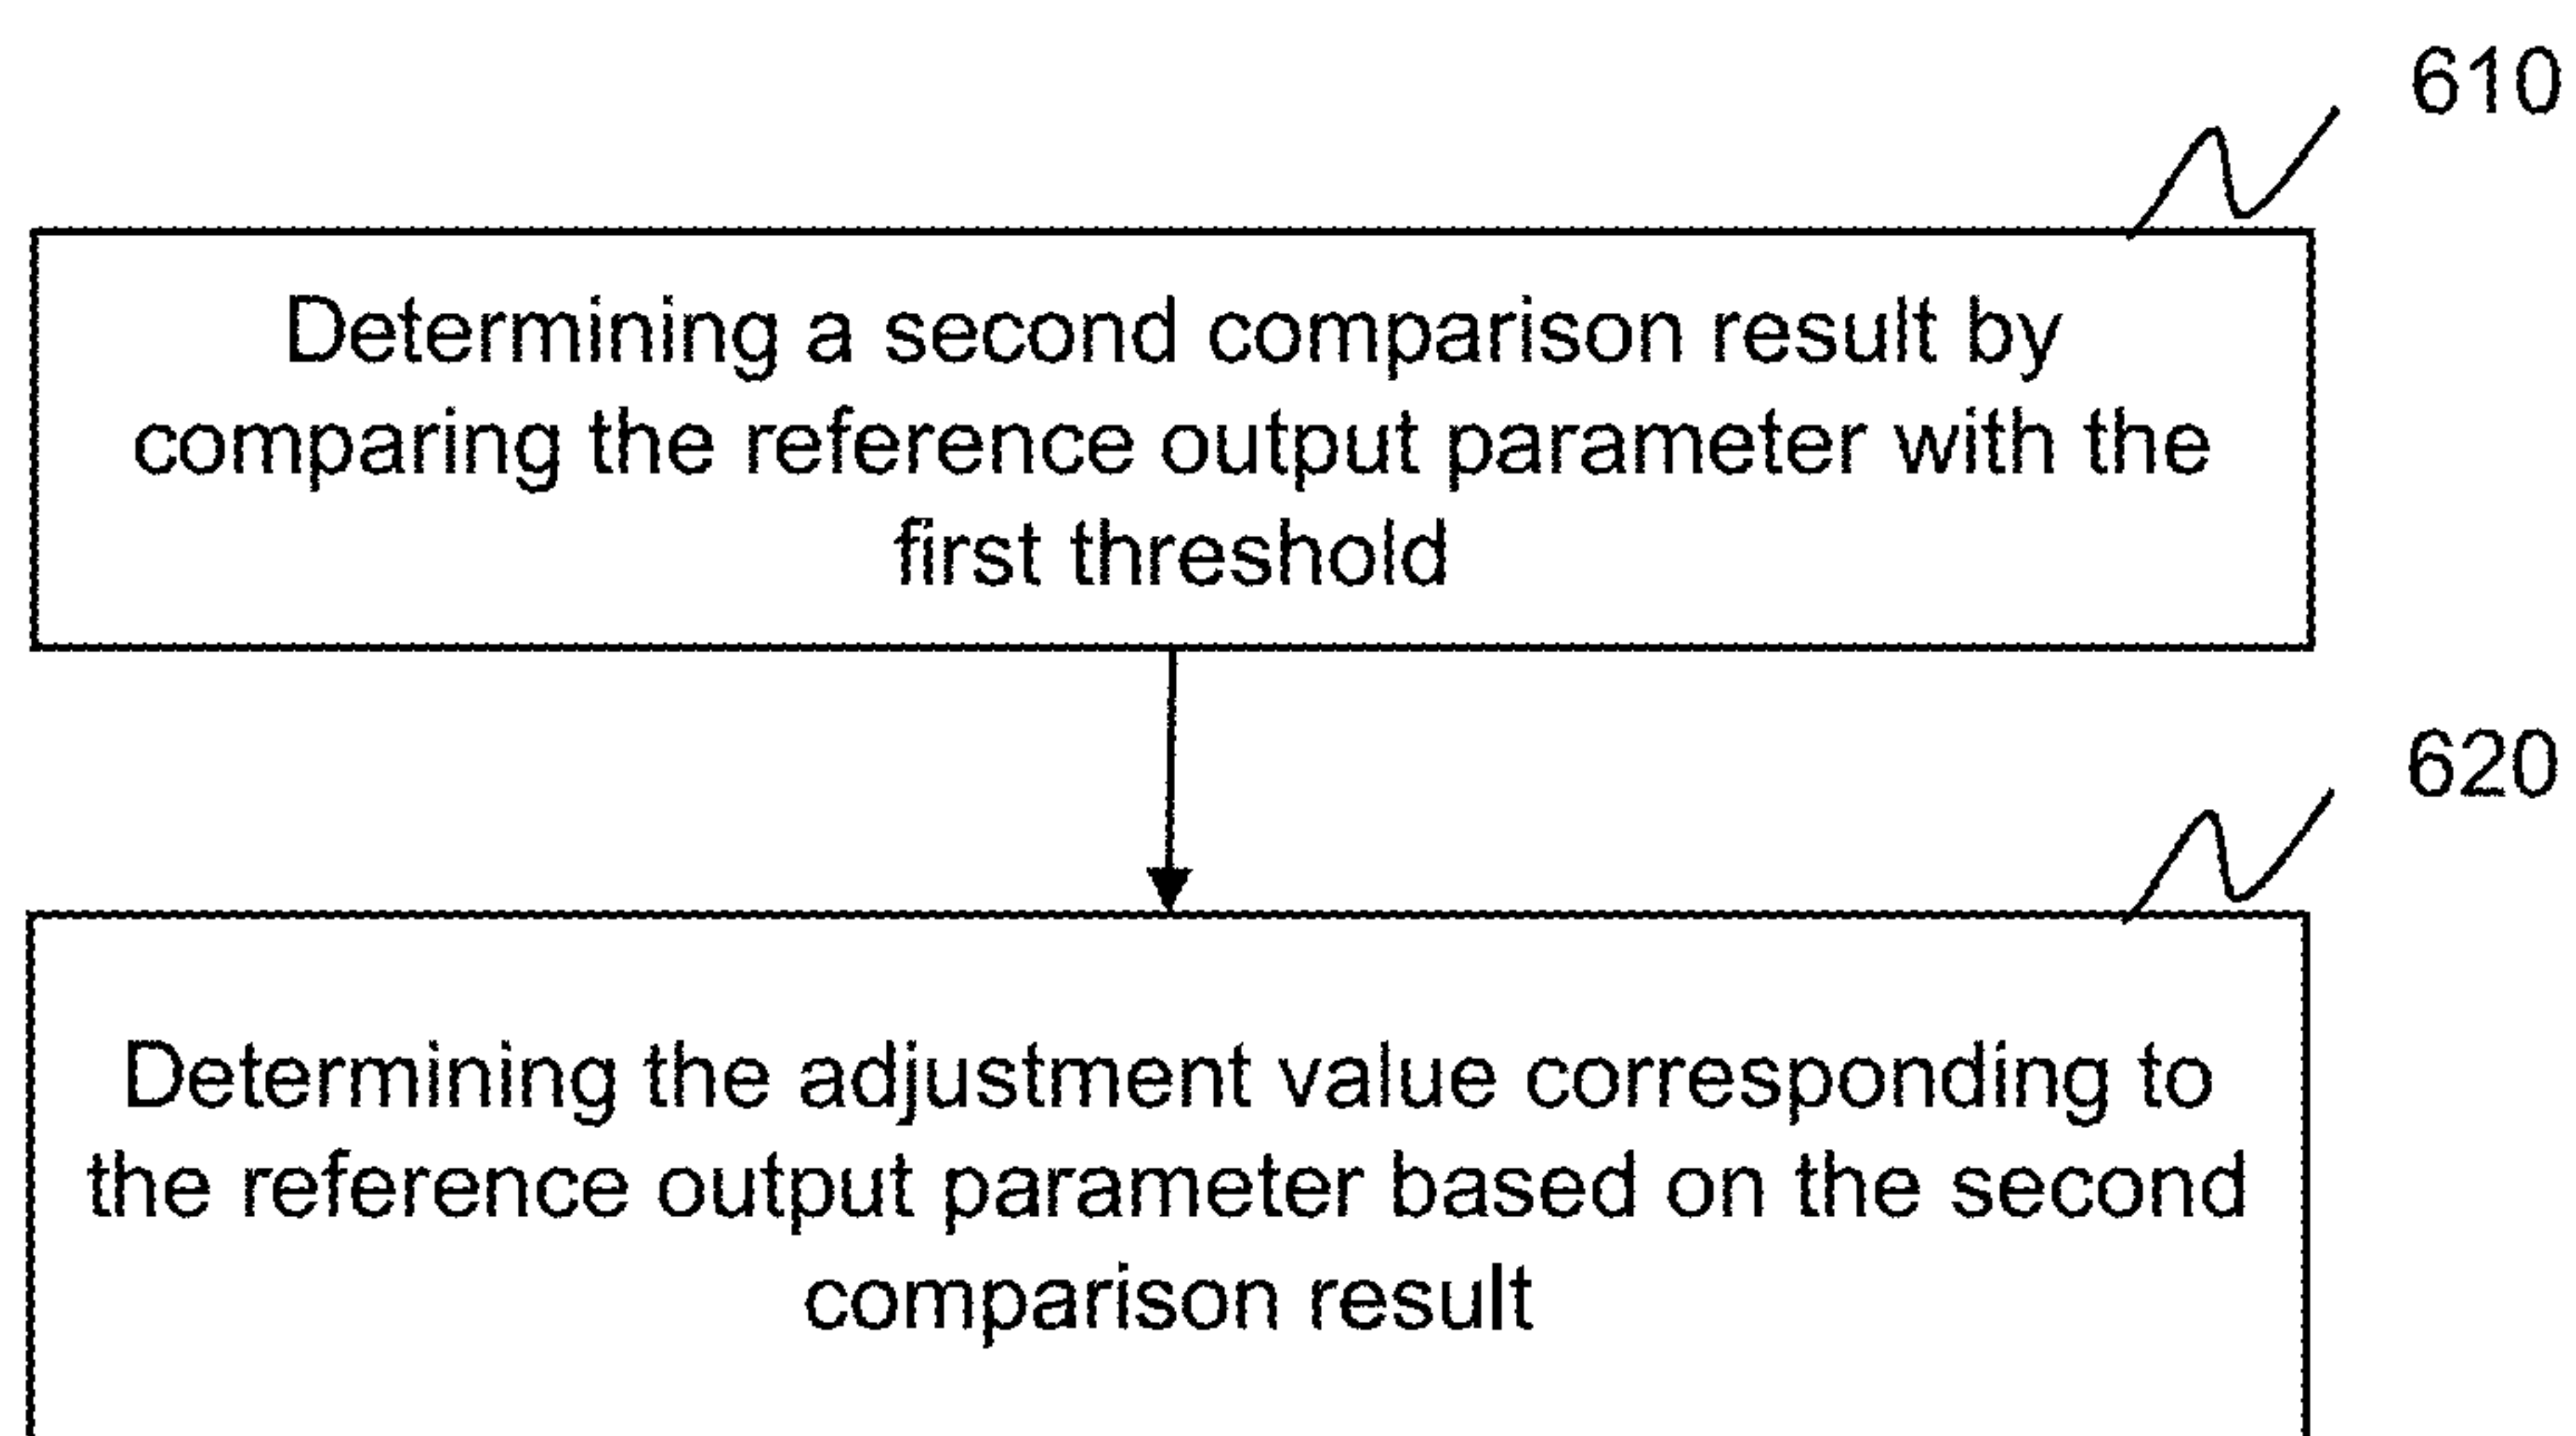 610
Determining a second comparison result by
comparing the reference output parameter with the
first threshold
620
Determining the adjustment value corresponding to
the reference output parameter based on the second
comparison result